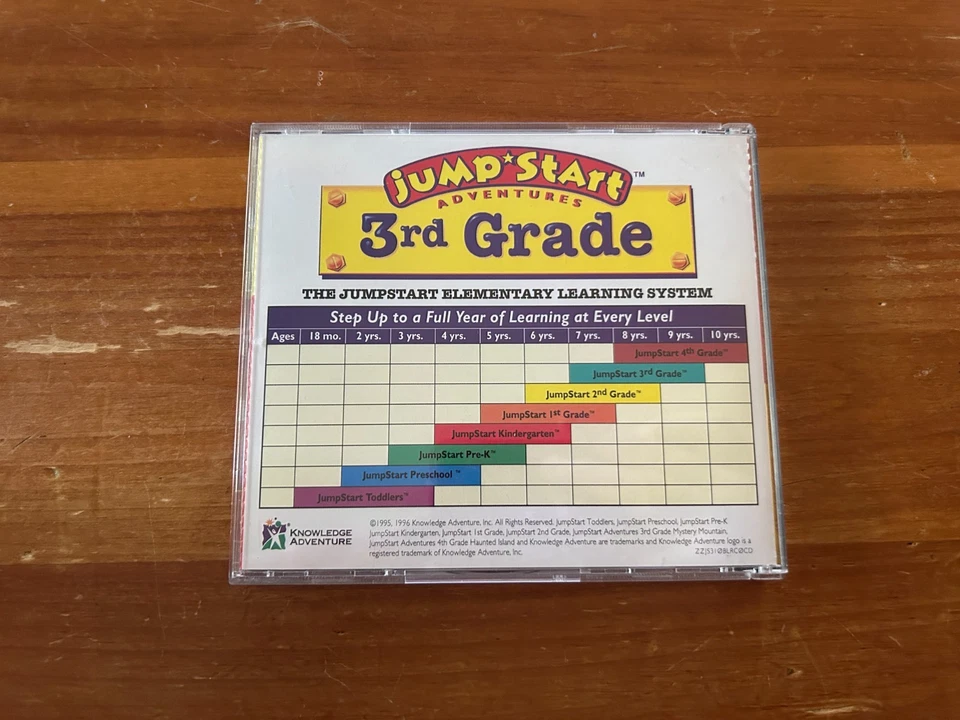 JumpStart™
ADVENTURES
3rd Grade
THE JUMPSTART ELEMENTARY LEARNING SYSTEM
Step Up to a Full Year of Learning at Every Level
Ages 18 mo. 2 yrs. 3 yrs. 4 yrs. 5 yrs. 6 yrs. 7 yrs. 8 yrs. 9 yrs. 10 yrs.
JumpStart 4th Grade™
JumpStart 3rd Grade™
JumpStart 2nd Grade™
JumpStart 1st Grade™
JumpStart Kindergarten™
JumpStart Pre-K™
JumpStart Preschool™
JumpStart Toddlers™
KNOWLEDGE
ADVENTURE
©1995, 1996 Knowledge Adventure, Inc. All Rights Reserved. JumpStart Toddlers, JumpStart Preschool, JumpStart Pre-K
JumpStart Kindergarten, JumpStart 1st Grade, JumpStart 2nd Grade, JumpStart Adventures 3rd Grade Mystery Mountain,
JumpStart Adventures 4th Grade Haunted Island and Knowledge Adventure are trademarks and Knowledge Adventure logo is a
registered trademark of Knowledge Adventure, Inc.